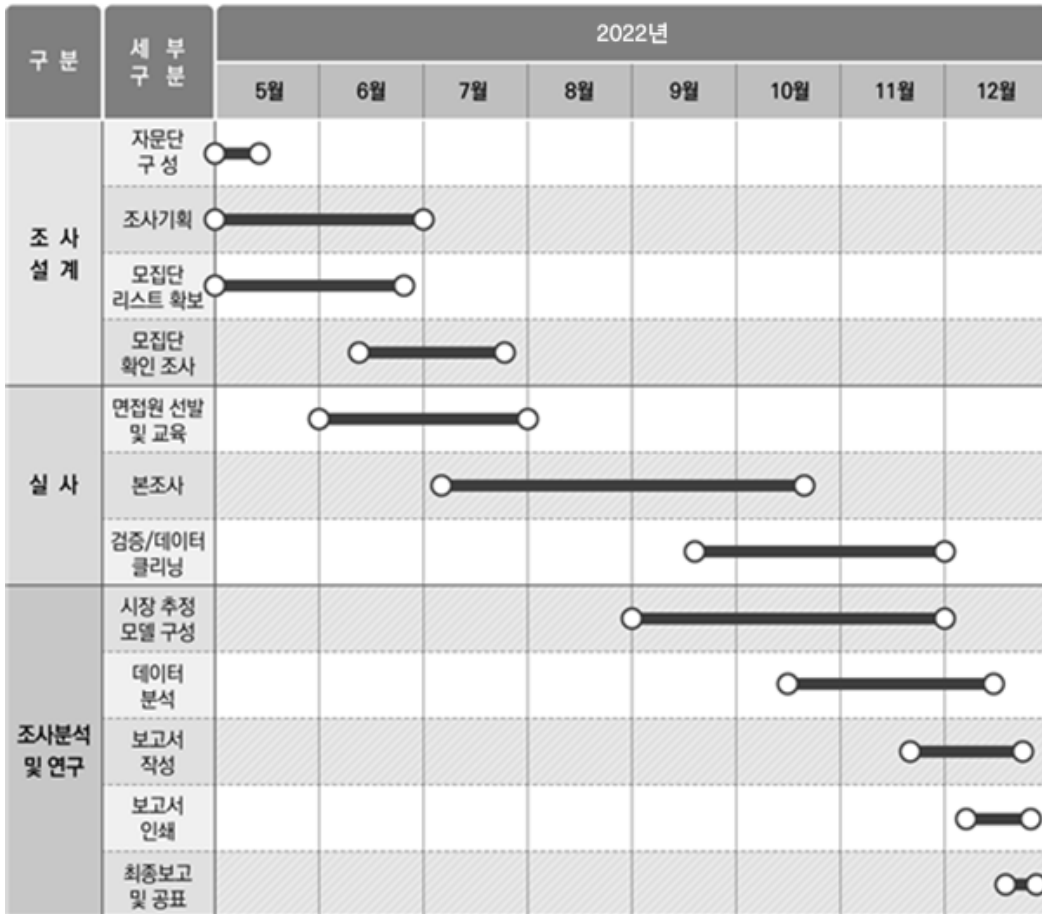 구 분
세 부
구 분
2022년
5월
6월
7월
8월
9월
10월
11월
12월
조 사
설 계
자문단
구 성
조사기획
모집단
리스트 확보
모집단
확인 조사
실 사
면접원 선발
및 교육
본조사
검증/데이터
클리닝
조사분석
및 연구
시장 추정
모델 구성
데이터
분석
보고서
작성
보고서
인쇄
최종보고
및 공표